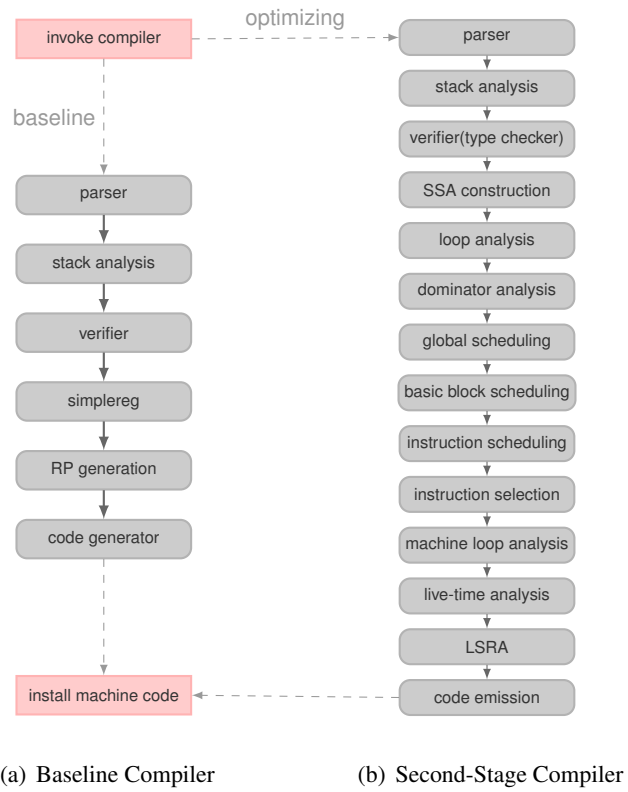 optimizing
invoke compiler
baseline
parser
stack analysis
verifier
simplereg
RP generation
code generator
install machine code
parser
stack analysis
verifier(type checker)
SSA construction
loop analysis
dominator analysis
global scheduling
basic block scheduling
instruction scheduling
instruction selection
machine loop analysis
live-time analysis
LSRA
code emission
(a) Baseline Compiler
(b) Second-Stage Compiler